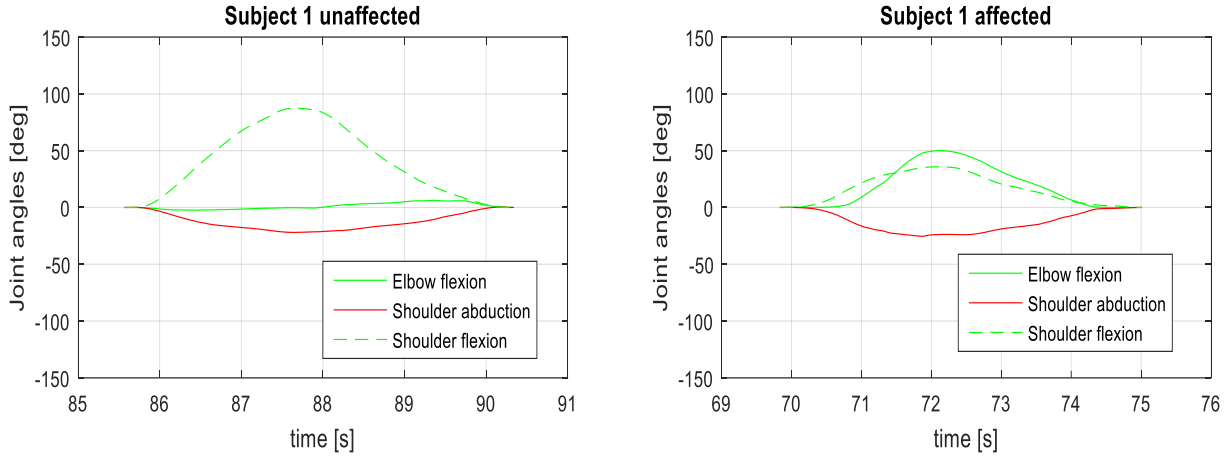 Subject 1 unaffected
Joint angles [deg]
150
100
50
0
-50
-100
-150
85
86
87
88
89
90
91
time [s]
Elbow flexion
Shoulder abduction
Shoulder flexion
Subject 1 affected
Joint angles [deg]
150
100
50
0
-50
-100
-150
69
70
71
72
73
74
75
76
time [s]
Elbow flexion
Shoulder abduction
Shoulder flexion